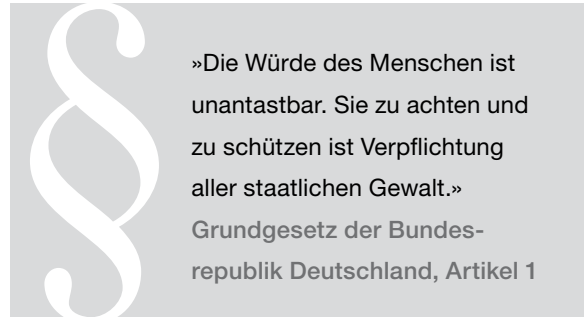 §
»Die Würde des Menschen ist
unantastbar. Sie zu achten und
zu schützen ist Verpflichtung
aller staatlichen Gewalt.»
Grundgesetz der Bundes-
republik Deutschland, Artikel 1